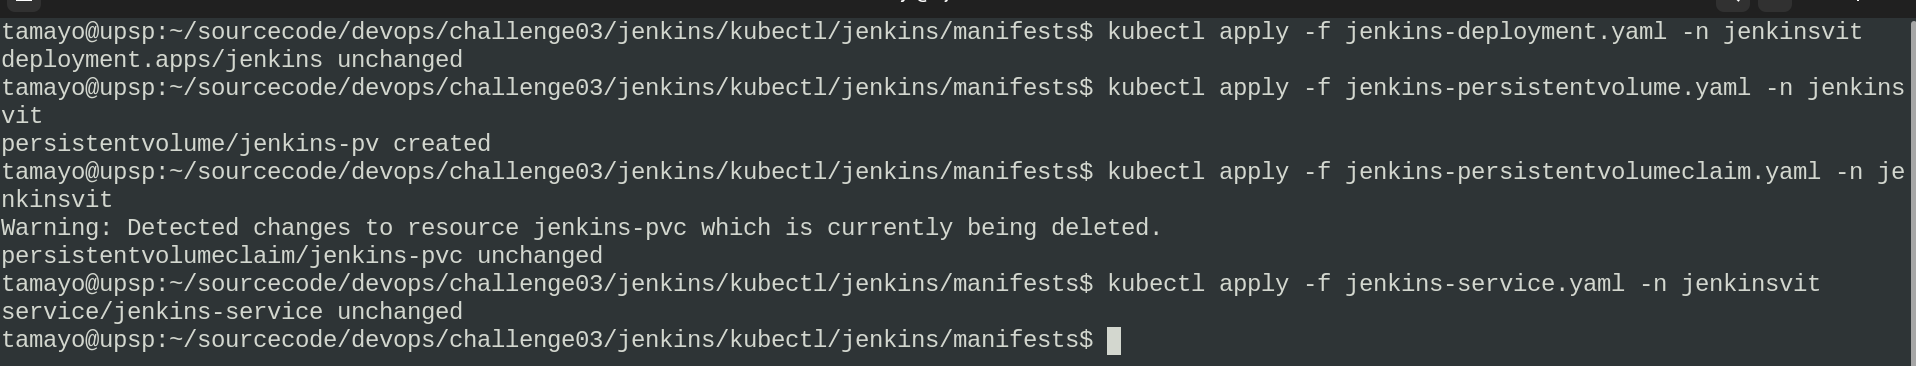 tamayo@upsp:~/sourcecode/devops/challenge03/jenkins/kubectl/jenkins/manifests$ kubectl apply -f jenkins-deployment.yaml -n jenkinsvit
deployment.apps/jenkins unchanged
tamayo@upsp:~/sourcecode/devops/challenge03/jenkins/kubectl/jenkins/manifests$ kubectl apply -f jenkins-persistentvolume.yaml -n jenkins
vit
persistentvolume/jenkins-pv created
tamayo@upsp:~/sourcecode/devops/challenge03/jenkins/kubectl/jenkins/manifests$ kubectl apply -f jenkins-persistentvolumeclaim.yaml -n je
nkinsvit
Warning: Detected changes to resource jenkins-pvc which is currently being deleted.
persistentvolumeclaim/jenkins-pvc unchanged
tamayo@upsp:~/sourcecode/devops/challenge03/jenkins/kubectl/jenkins/manifests$ kubectl apply -f jenkins-service.yaml -n jenkinsvit
service/jenkins-service unchanged
tamayo@upsp:~/sourcecode/devops/challenge03/jenkins/kubectl/jenkins/manifests$